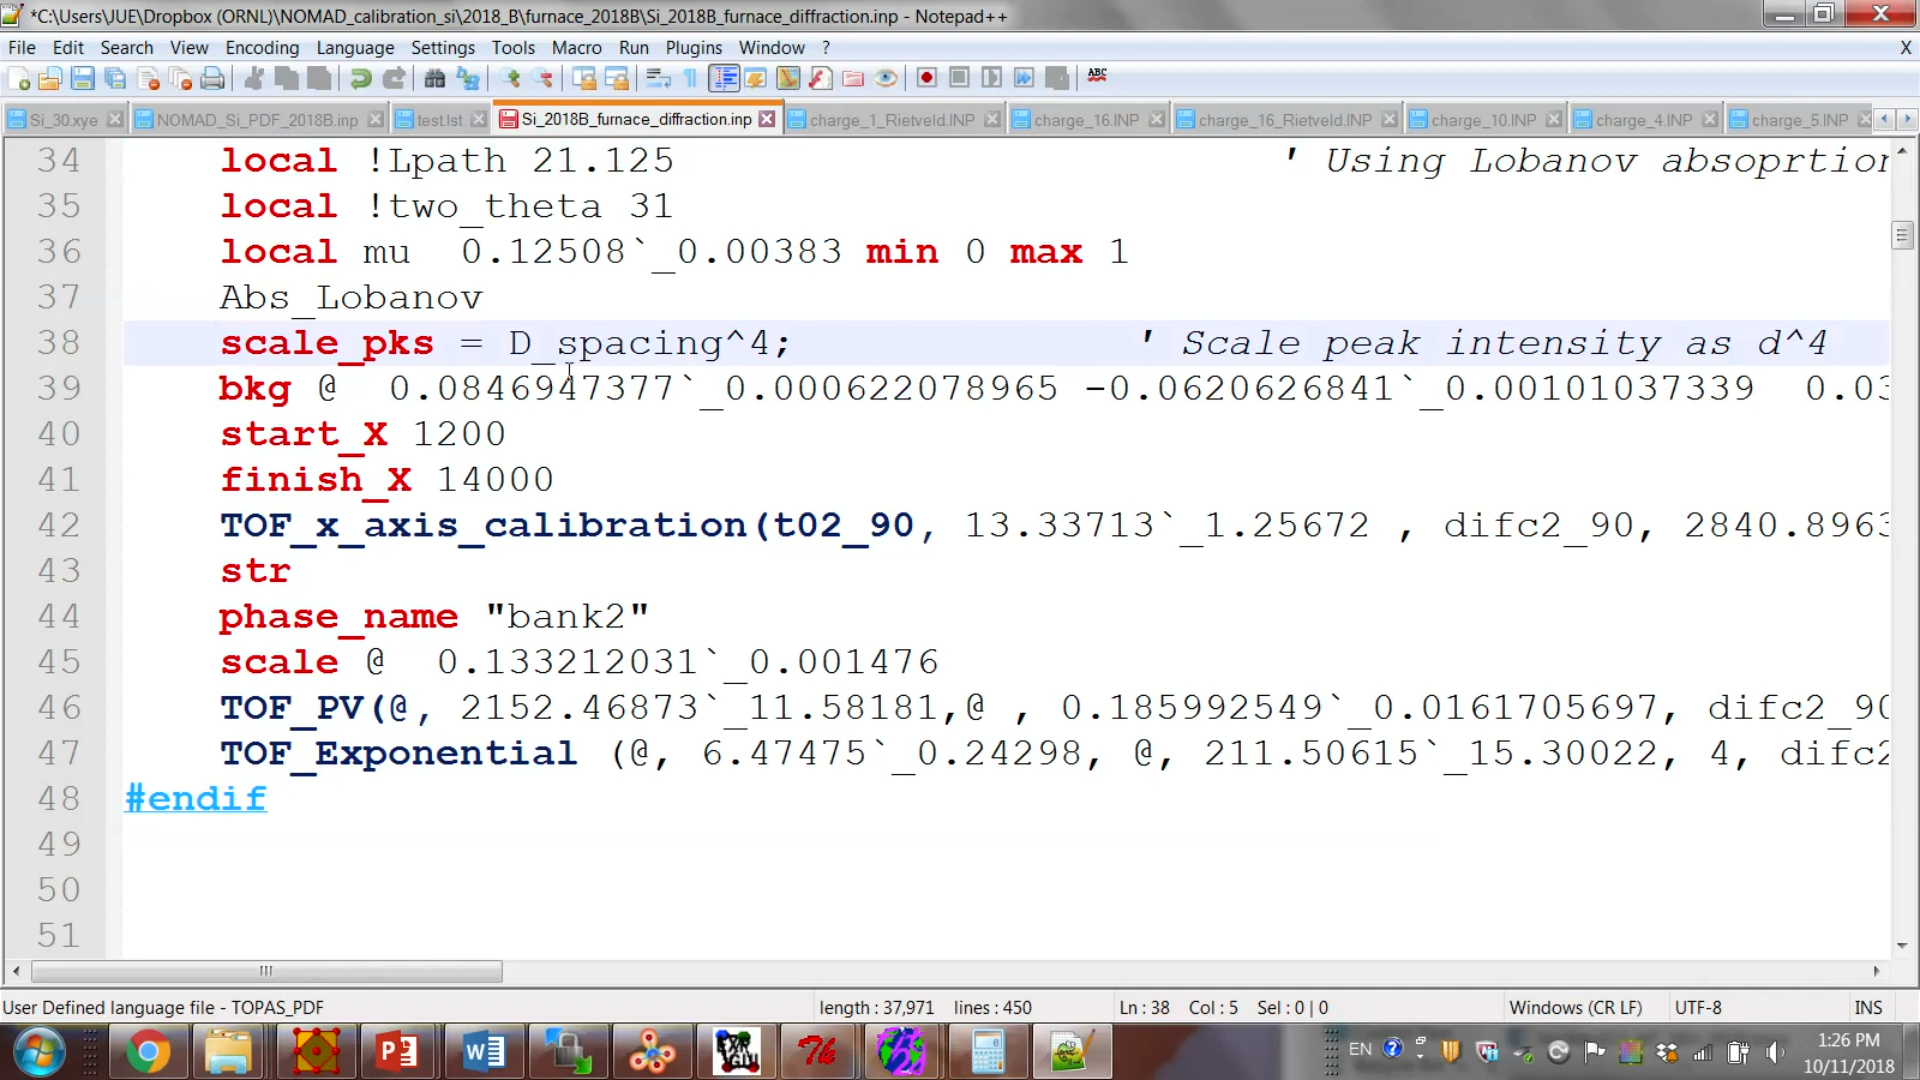 *C:\Users\JUE\Dropbox (ORNL)\NOMAD_calibration_si\2018_B\furnace_2018B\Si_2018B_furnace_diffraction.inp - Notepad++
File Edit Search View Encoding Language Settings Tools Macro Run Plugins Window ? X
Si_30.xye NOMAD_Si_PDF_2018B.inp test.lst Si_2018B_furnace_diffraction.inp charge_1_Rietveld.INP charge_16.INP charge_16_Rietveld.INP charge_10.INP charge_4.INP charge_5.INP
34 local !Lpath 21.125 ' Using Lobanov absoprtion
35 local !two_theta 31
36 local mu 0.12508`_0.00383 min 0 max 1
37 Abs_Lobanov
38 scale_pks = D_spacing^4; ' Scale peak intensity as d^4
39 bkg @ 0.0846947377`_0.000622078965 -0.0620626841`_0.00101037339 0.03
40 start_X 1200
41 finish_X 14000
42 TOF_x_axis_calibration(t02_90, 13.33713`_1.25672 , difc2_90, 2840.8963
43 str
44 phase_name "bank2"
45 scale @ 0.133212031`_0.001476
46 TOF_PV(@, 2152.46873`_11.58181,@ , 0.185992549`_0.0161705697, difc2_90
47 TOF_Exponential (@, 6.47475`_0.24298, @, 211.50615`_15.30022, 4, difc2
48 #endif
49
50
51
User Defined language file - TOPAS_PDF length : 37,971 lines : 450 Ln : 38 Col : 5 Sel : 0 | 0 Windows (CR LF) UTF-8 INS
EN 1:26 PM
10/11/2018